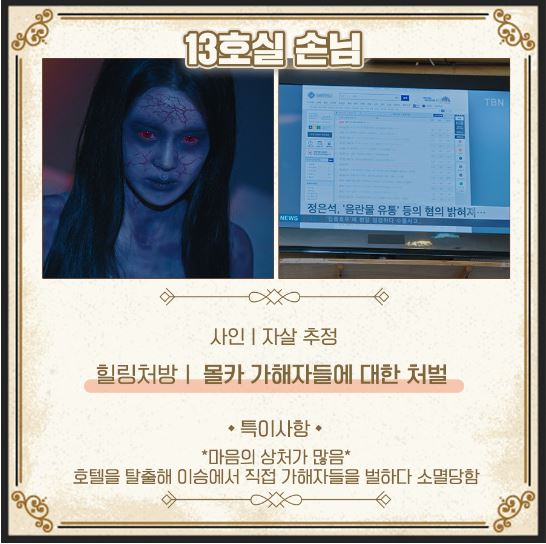 13호실 손님
TBN
정은석, '음란물 유통' 등의 혐의 밝혀지…
NEWS
사인 | 자살 추정
힐링처방 | 몰카 가해자들에 대한 처벌
• 특이사항 •
*마음의 상처가 많음*
호텔을 탈출해 이승에서 직접 가해자들을 벌하다 소멸당함